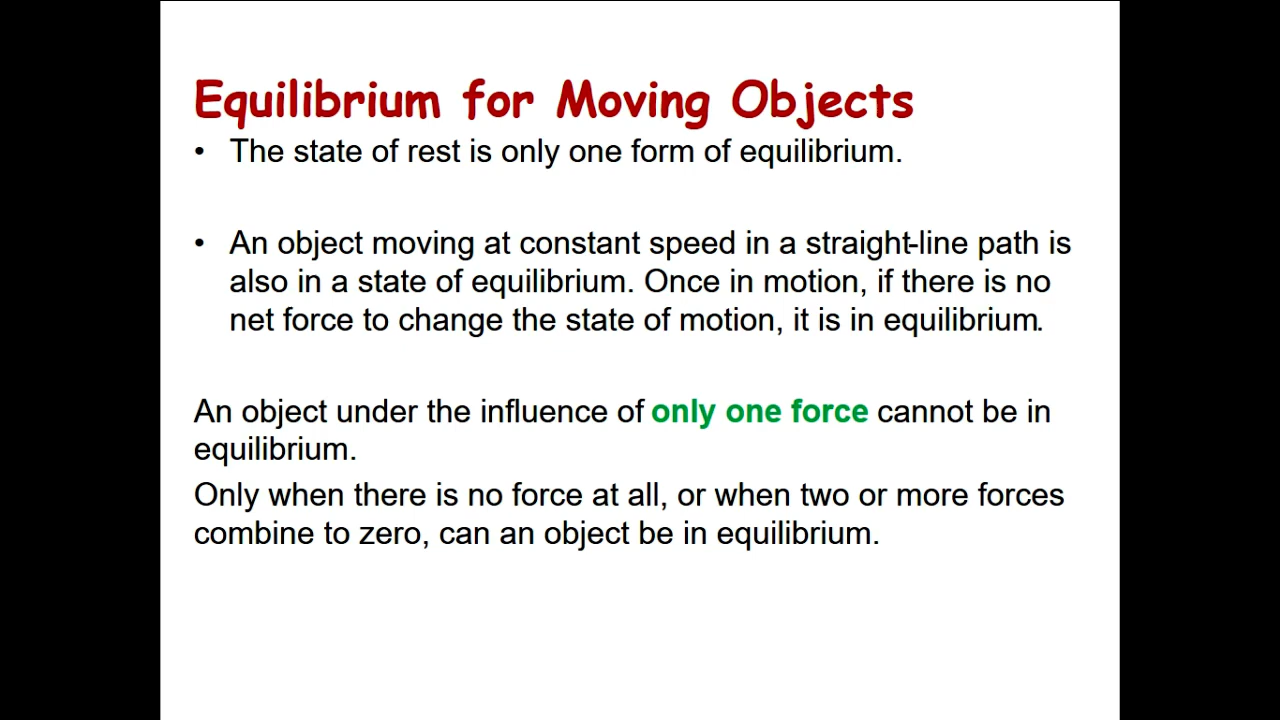 Equilibrium for Moving Objects
• The state of rest is only one form of equilibrium.
• An object moving at constant speed in a straight-line path is
also in a state of equilibrium. Once in motion, if there is no
net force to change the state of motion, it is in equilibrium.
An object under the influence of only one force cannot be in
equilibrium.
Only when there is no force at all, or when two or more forces
combine to zero, can an object be in equilibrium.